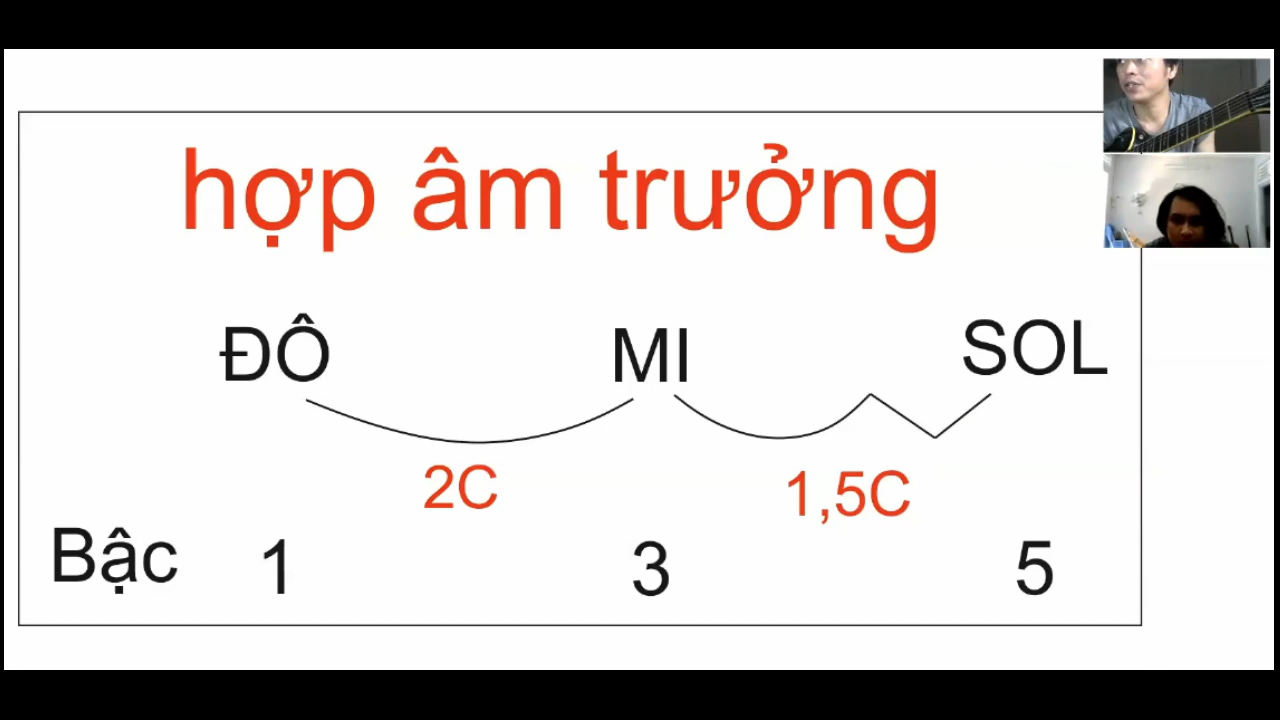 hợp âm trưởng
ĐÔ MI SOL
2C 1,5C
Bậc 1 3 5